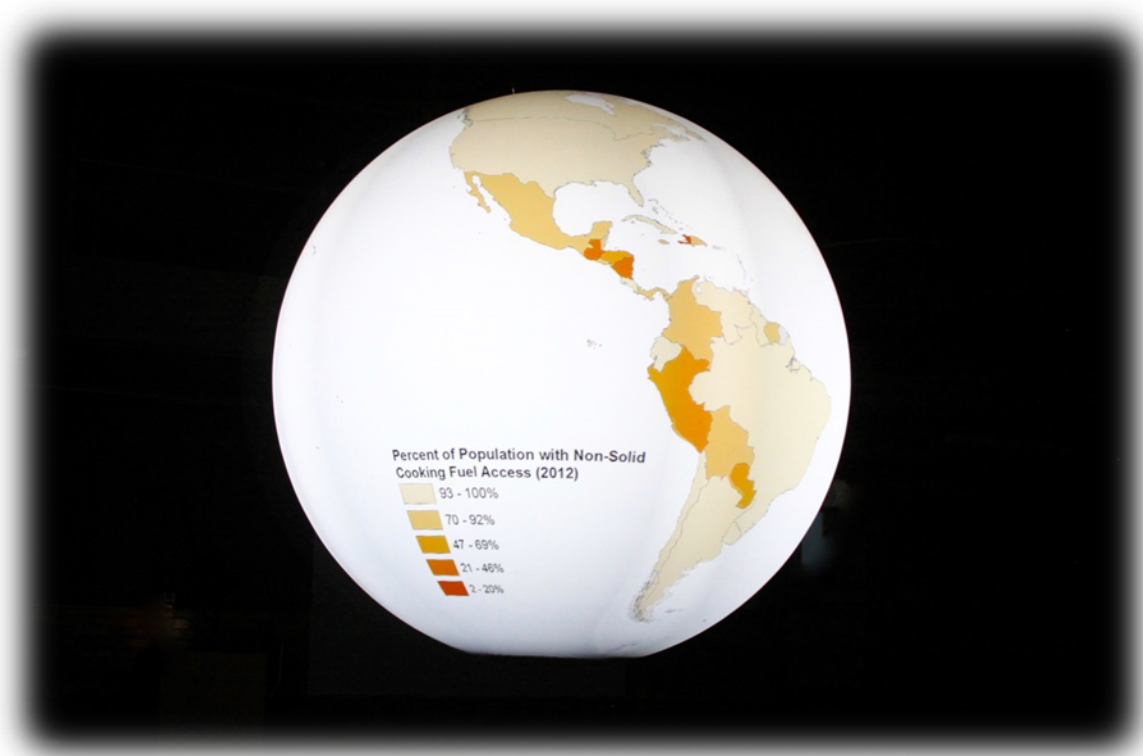 Percent of Population with Non-Solid
Cooking Fuel Access (2012)
93 - 100%
70 - 92%
47 - 69%
21 - 46%
2 - 20%